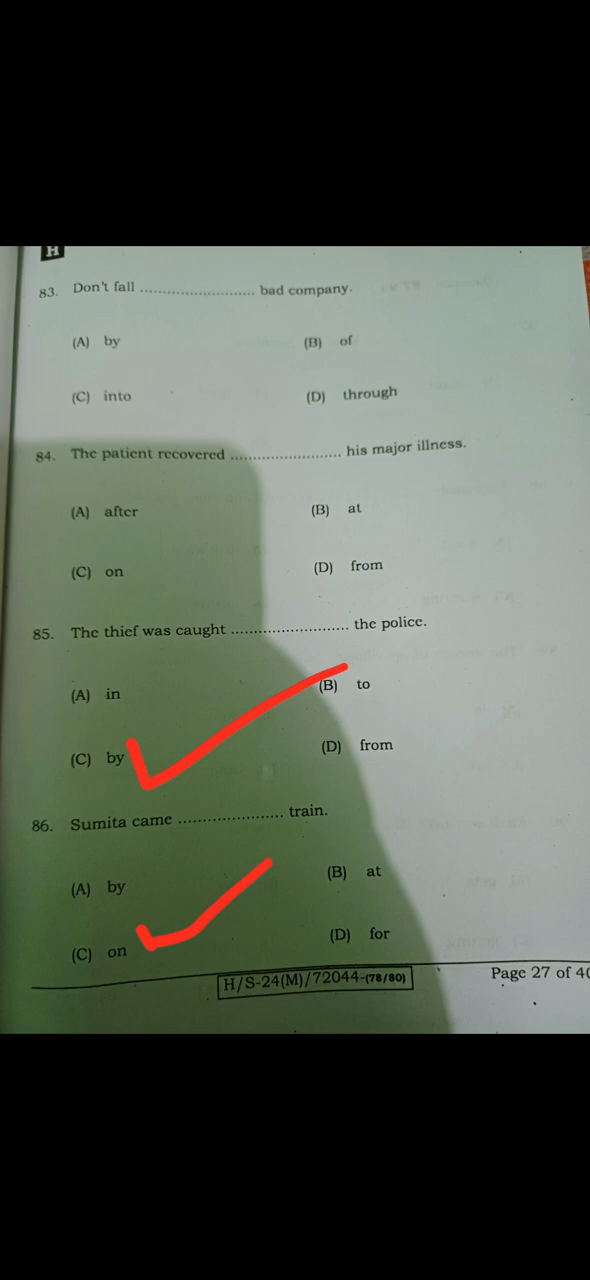 H
83. Don't fall ........................ bad company.
(A) by (B) of
(C) into (D) through
84. The patient recovered ....................... his major illness.
(A) after (B) at
(C) on (D) from
85. The thief was caught ......................... the police.
(A) in (B) to
(C) by (D) from
86. Sumita came ...................... train.
(A) by (B) at
(C) on (D) for
H/S-24(M)/72044-(78/80) Page 27 of 40